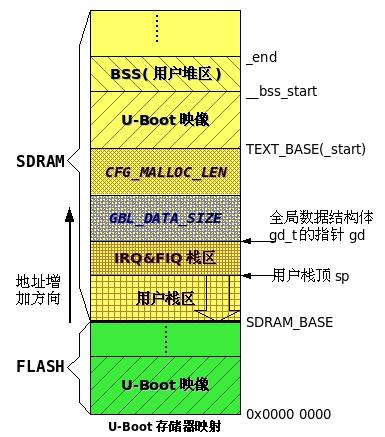 _end
BSS(用户堆区)
__bss_start
U-Boot 映像
TEXT_BASE(_start)
SDRAM
CFG_MALLOC_LEN
GBL_DATA_SIZE
全局数据结构体
gd_t的指针 gd
IRQ&FIQ 栈区
用户栈顶 sp
地址增
加方向
用户栈区
SDRAM_BASE
FLASH
U-Boot 映像
0x0000 0000
U-Boot 存储器映射